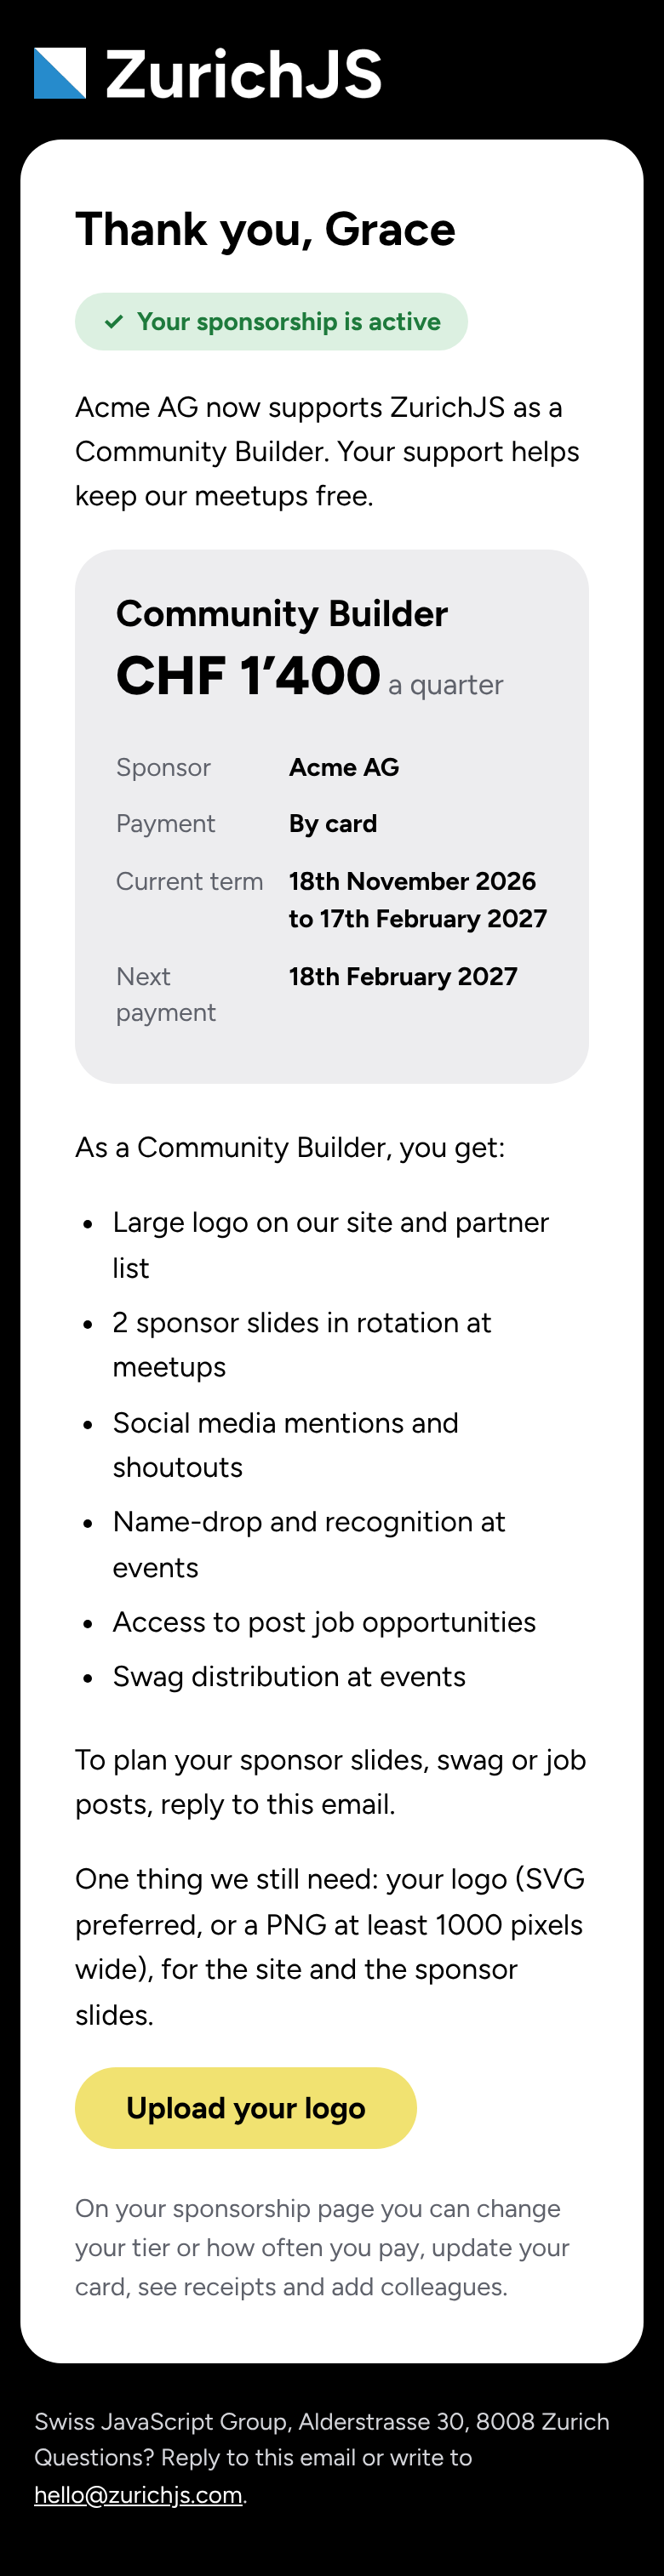 ZurichJS
Thank you, Grace
✓ Your sponsorship is active
Acme AG now supports ZurichJS as a
Community Builder. Your support helps
keep our meetups free.
Community Builder
CHF 1’400 a quarter
Sponsor Acme AG
Payment By card
Current term 18th November 2026
to 17th February 2027
Next 18th February 2027
payment
As a Community Builder, you get:
• Large logo on our site and partner
list
• 2 sponsor slides in rotation at
meetups
• Social media mentions and
shoutouts
• Name-drop and recognition at
events
• Access to post job opportunities
• Swag distribution at events
To plan your sponsor slides, swag or job
posts, reply to this email.
One thing we still need: your logo (SVG
preferred, or a PNG at least 1000 pixels
wide), for the site and the sponsor
slides.
Upload your logo
On your sponsorship page you can change
your tier or how often you pay, update your
card, see receipts and add colleagues.
Swiss JavaScript Group, Alderstrasse 30, 8008 Zurich
Questions? Reply to this email or write to
hello@zurichjs.com.